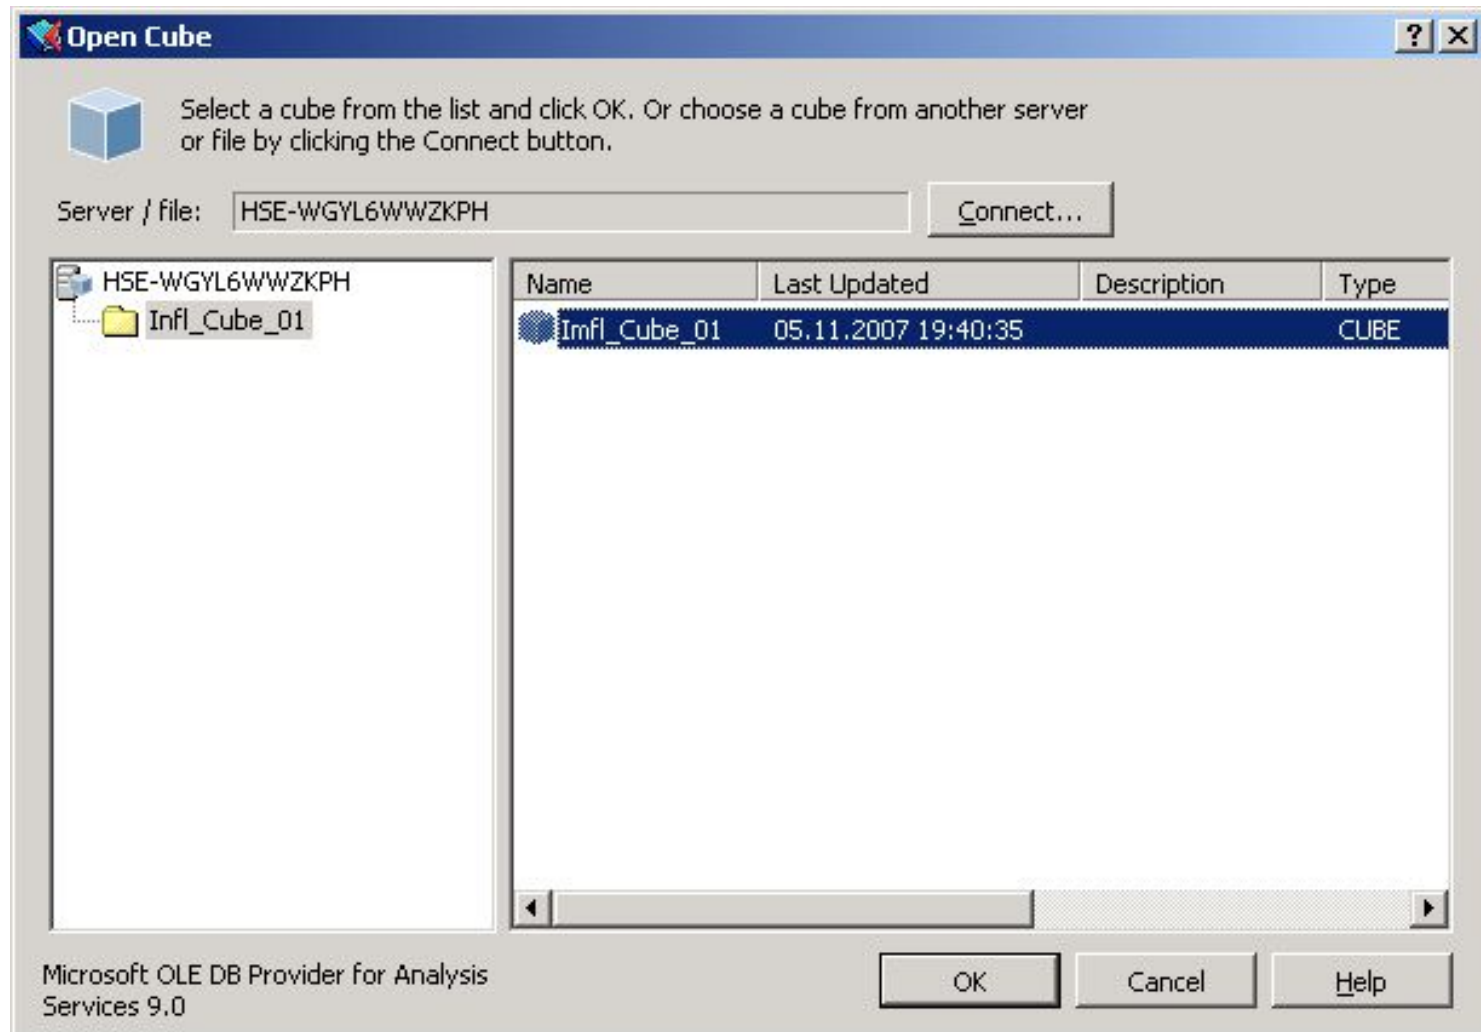 Open Cube
Select a cube from the list and click OK. Or choose a cube from another server
or file by clicking the Connect button.
Server / file: HSE-WGYL6WWZKPH Connect...
HSE-WGYL6WWZKPH
Infl_Cube_01
Name Last Updated Description Type
Imfl_Cube_01 05.11.2007 19:40:35 CUBE
Microsoft OLE DB Provider for Analysis
Services 9.0
OK Cancel Help